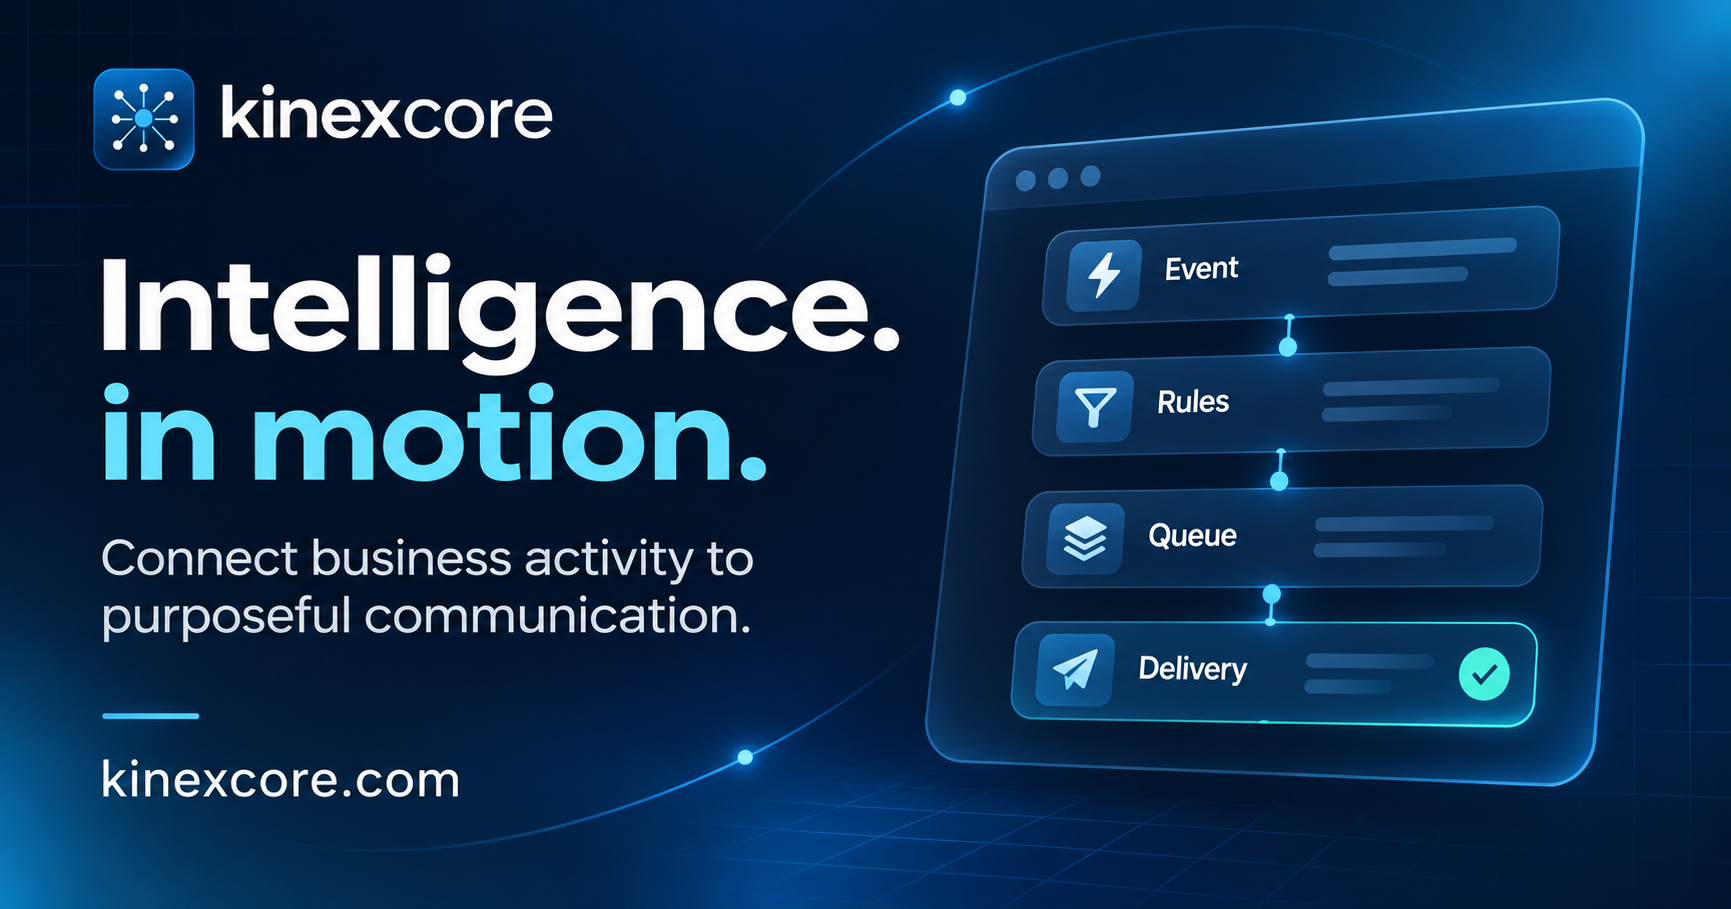 kinexcore
Intelligence.
in motion.
Connect business activity to
purposeful communication.
kinexcore.com
Event
Rules
Queue
Delivery